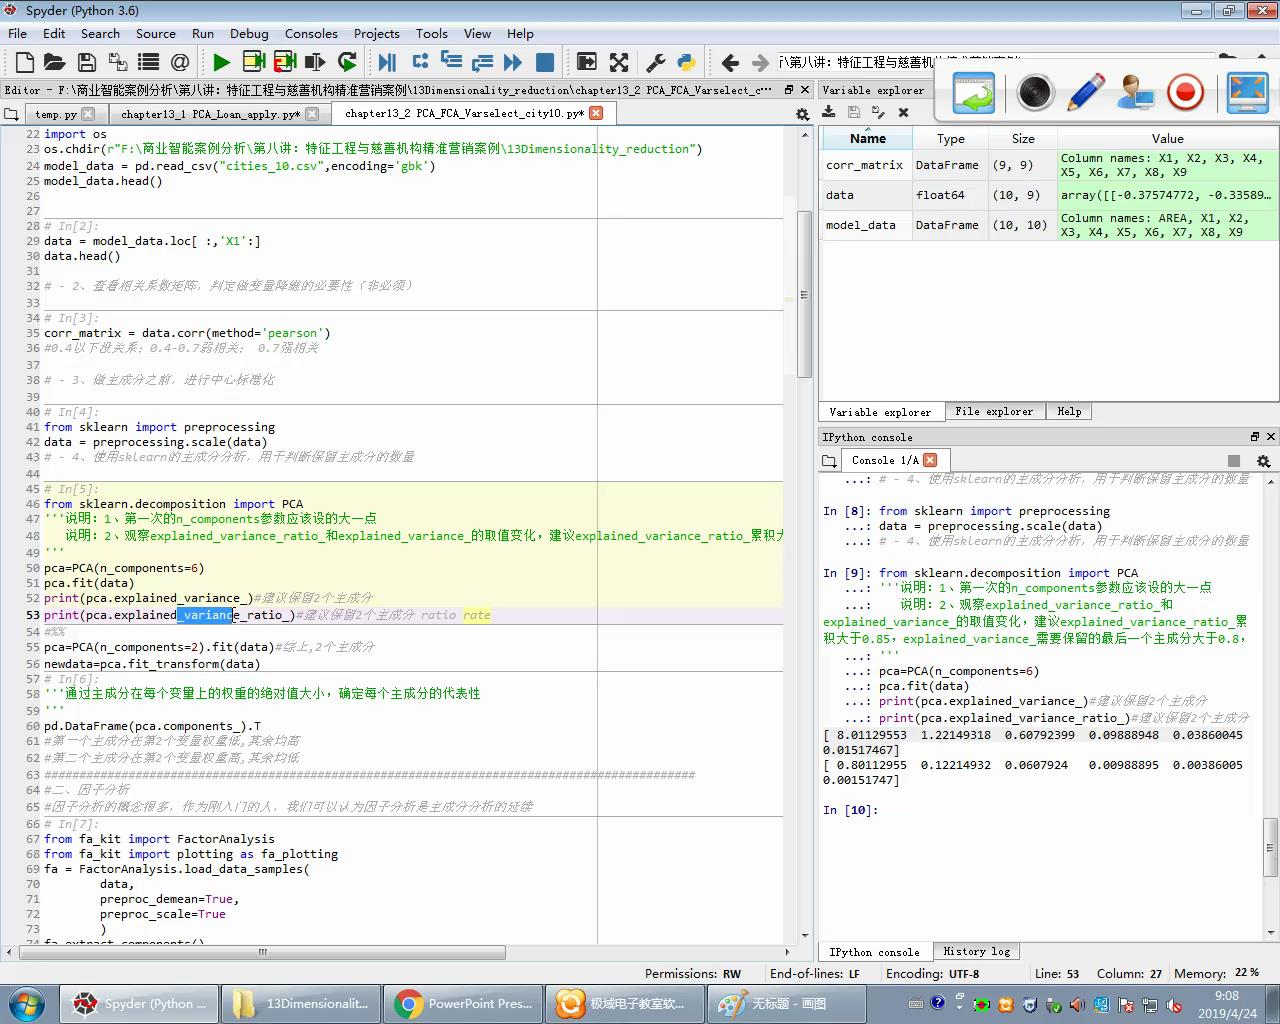 Spyder (Python 3.6)
File Edit Search Source Run Debug Consoles Projects Tools View Help
Editor - F:\商业智能案例分析\第八讲：特征工程与慈善机构精准营销案例\13Dimensionality_reduction\chapter13_2 PCA_FCA_Varselect_c...
temp.py chapter13_1 PCA_Loan_apply.py* chapter13_2 PCA_FCA_Varselect_city10.py*
22 import os
23 os.chdir(r"F:\商业智能案例分析\第八讲：特征工程与慈善机构精准营销案例\13Dimensionality_reduction")
24 model_data = pd.read_csv("cities_10.csv",encoding='gbk')
25 model_data.head()
26
27
28 # In[2]:
29 data = model_data.loc[ :,'X1':]
30 data.head()
31
32 # - 2、查看相关系数矩阵，判定做变量降维的必要性（非必须）
33
34 # In[3]:
35 corr_matrix = data.corr(method='pearson')
36 #0.4以下没关系；0.4-0.7弱相关； 0.7强相关
37
38 # - 3、做主成分之前，进行中心标准化
39
40 # In[4]:
41 from sklearn import preprocessing
42 data = preprocessing.scale(data)
43 # - 4、使用sklearn的主成分分析，用于判断保留主成分的数量
44
45 # In[5]:
46 from sklearn.decomposition import PCA
47 '''说明：1、第一次的n_components参数应该设的大一点
48 说明：2、观察explained_variance_ratio_和explained_variance_的取值变化，建议explained_variance_ratio_累积大
49 '''
50 pca=PCA(n_components=6)
51 pca.fit(data)
52 print(pca.explained_variance_)#建议保留2个主成分
53 print(pca.explained_variance_ratio_)#建议保留2个主成分 ratio rate
54 #%%
55 pca=PCA(n_components=2).fit(data)#综上,2个主成分
56 newdata=pca.fit_transform(data)
57 # In[6]:
58 '''通过主成分在每个变量上的权重的绝对值大小，确定每个主成分的代表性
59 '''
60 pd.DataFrame(pca.components_).T
61 #第一个主成分在第2个变量权重低,其余均高
62 #第二个主成分在第2个变量权重高,其余均低
63 ############################################################################################
64 #二、因子分析
65 #因子分析的概念很多，作为刚入门的人，我们可以认为因子分析是主成分分析的延续
66 # In[7]:
67 from fa_kit import FactorAnalysis
68 from fa_kit import plotting as fa_plotting
69 fa = FactorAnalysis.load_data_samples(
70 data,
71 preproc_demean=True,
72 preproc_scale=True
73 )
74 fa.extract_components()
Variable explorer
Name Type Size Value
corr_matrix DataFrame (9, 9) Column names: X1, X2, X3, X4, X5, X6, X7, X8, X9
data float64 (10, 9) array([[-0.37574772, -0.33589...
model_data DataFrame (10, 10) Column names: AREA, X1, X2, X3, X4, X5, X6, X7, X8, X9
Variable explorer File explorer Help
IPython console
Console 1/A
...: # - 4、使用sklearn的主成分分析，用于判断保留主成分的数量
In [8]: from sklearn import preprocessing
...: data = preprocessing.scale(data)
...: # - 4、使用sklearn的主成分分析，用于判断保留主成分的数量
In [9]: from sklearn.decomposition import PCA
...: '''说明：1、第一次的n_components参数应该设的大一点
...: 说明：2、观察explained_variance_ratio_和
explained_variance_的取值变化，建议explained_variance_ratio_累
积大于0.85，explained_variance_需要保留的最后一个主成分大于0.8，
...: '''
...: pca=PCA(n_components=6)
...: pca.fit(data)
...: print(pca.explained_variance_)#建议保留2个主成分
...: print(pca.explained_variance_ratio_)#建议保留2个主成分
[ 8.01129553 1.22149318 0.60792399 0.09888948 0.03860045
0.01517467]
[ 0.80112955 0.12214932 0.0607924 0.00988895 0.00386005
0.00151747]
In [10]:
IPython console History log
Permissions: RW End-of-lines: LF Encoding: UTF-8 Line: 53 Column: 27 Memory: 22 %
Spyder (Python ... 13Dimensionalit... PowerPoint Pres... 极域电子教室软... 无标题 - 画图
9:08
2019/4/24